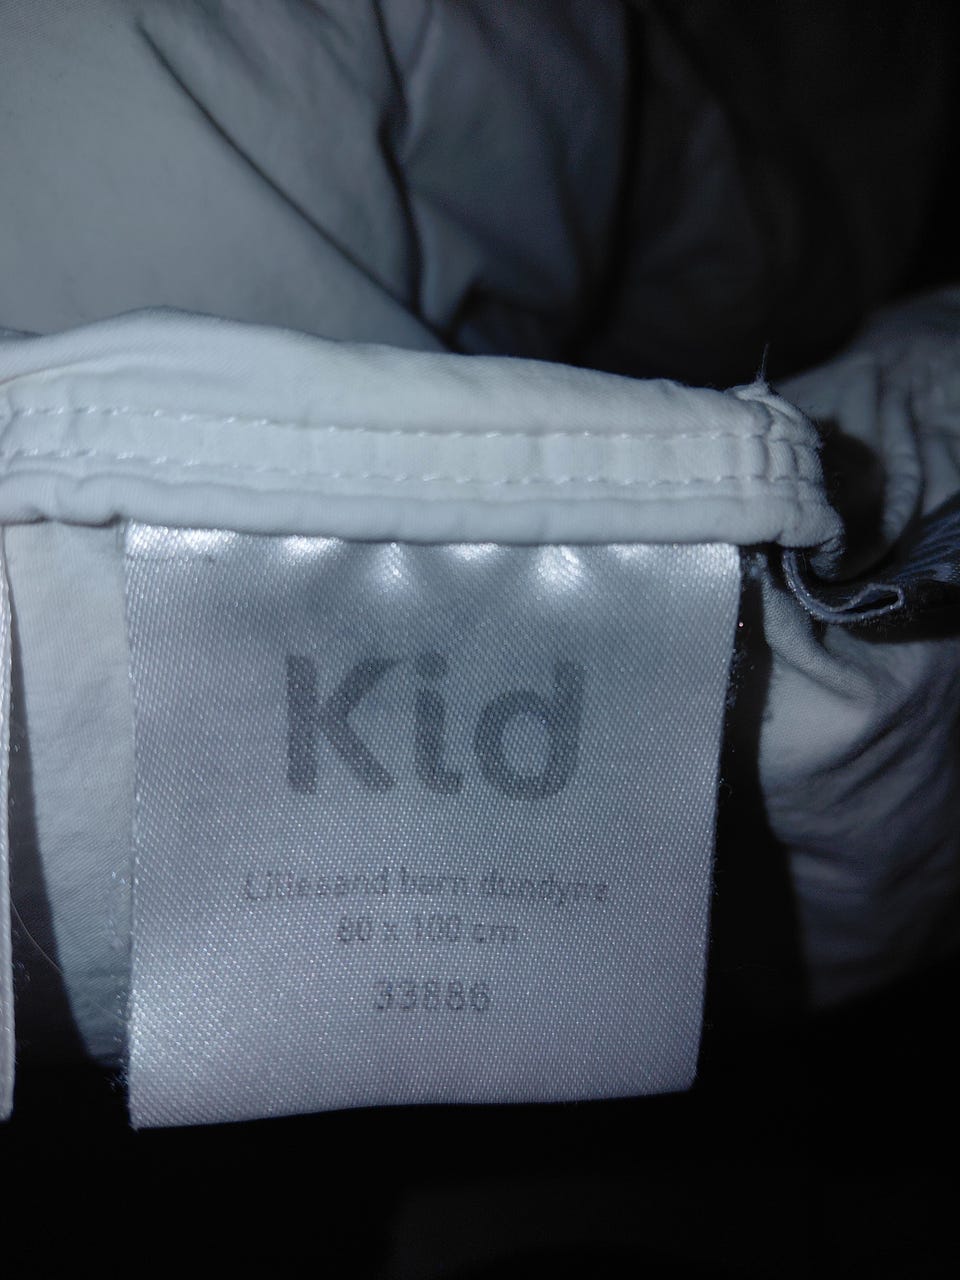 Kid
Lillesand barn dundyne
80 x 100 cm
33886